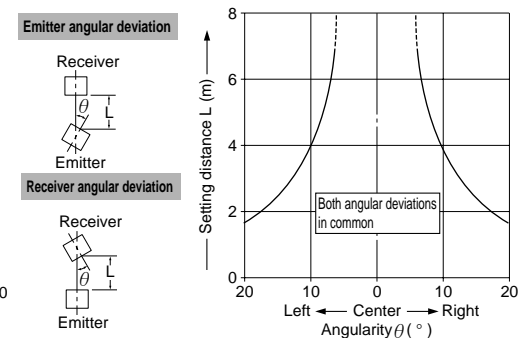 Emitter angular deviation
Receiver
θ
L
Emitter
Receiver angular deviation
Receiver
θ
L
Emitter
0
Setting distance L (m)
8
6
4
2
0
Both angular deviations
in common
20 10 0 10 20
Left Center Right
Angularity θ ( ° )